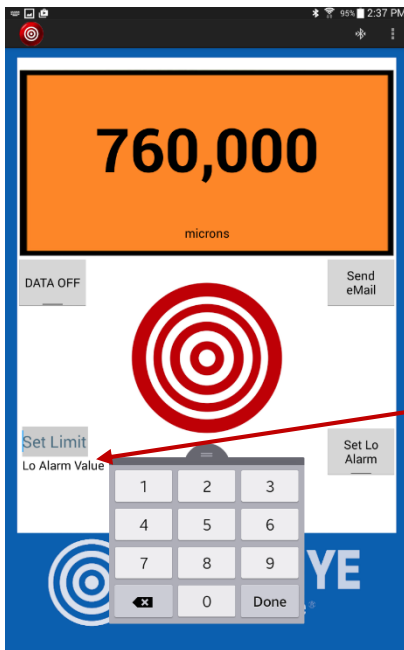 95% 2:37 PM
760,000
microns
DATA OFF
Send
eMail
Set Limit
Lo Alarm Value
Set Lo
Alarm
1 2 3
4 5 6
7 8 9
0 Done
YE
e®